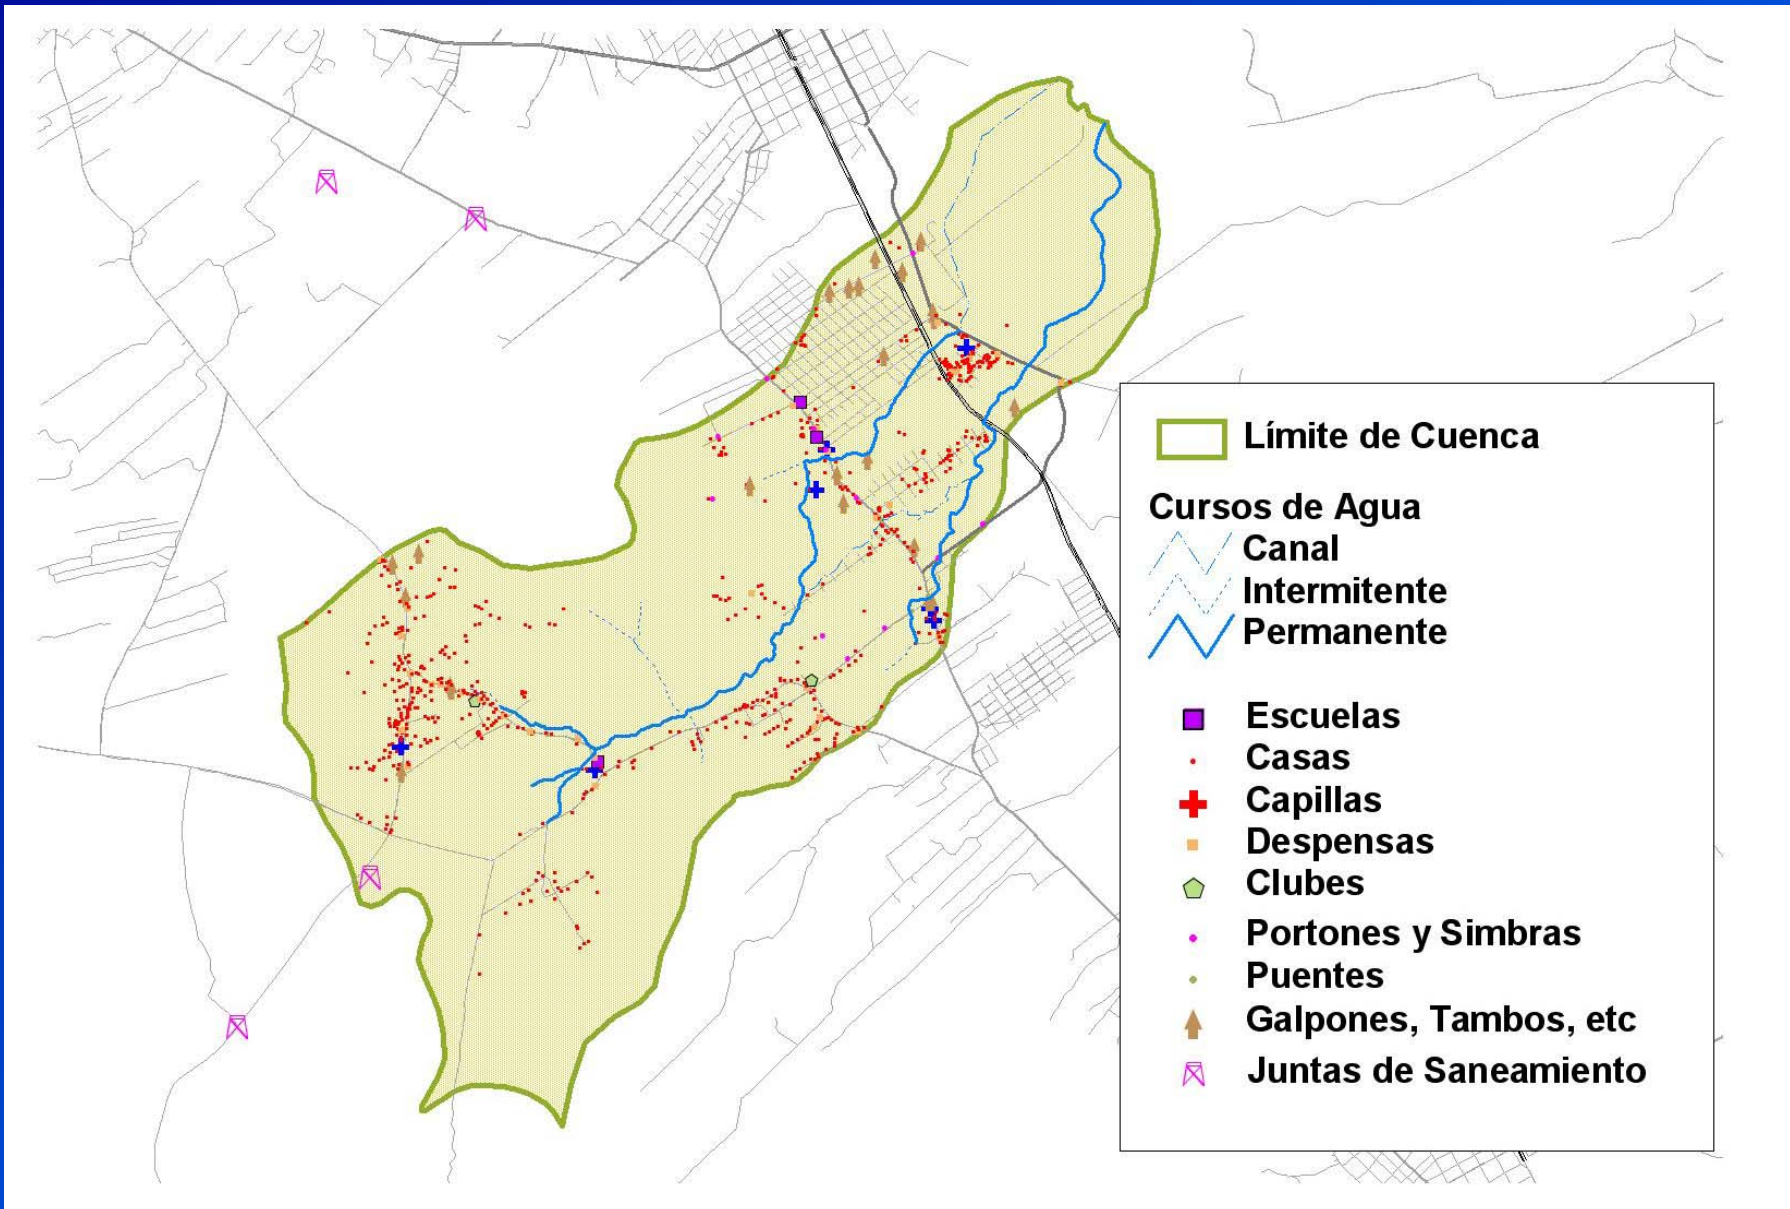 Límite de Cuenca
Cursos de Agua
Canal
Intermitente
Permanente
Escuelas
Casas
Capillas
Despensas
Clubes
Portones y Simbras
Puentes
Galpones, Tambos, etc
Juntas de Saneamiento